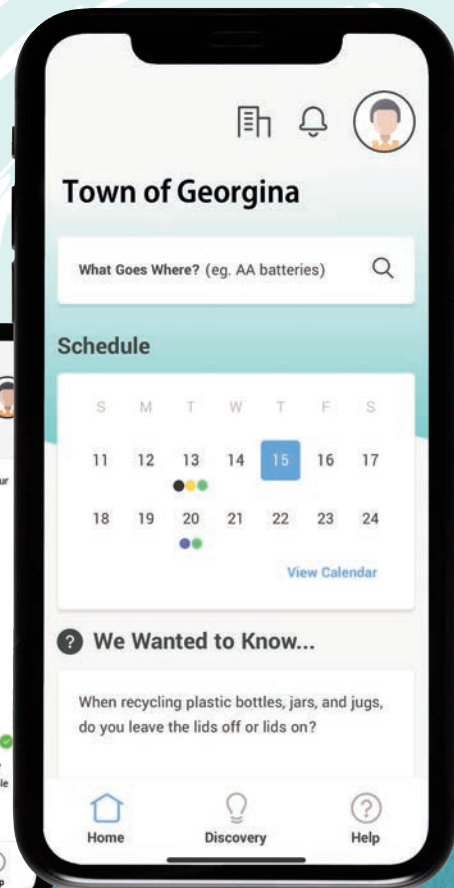 Town of Georgina
What Goes Where? (eg. AA batteries)
Schedule
S M T W T F S
11 12 13 14 15 16 17
18 19 20 21 22 23 24
View Calendar
? We Wanted to Know...
When recycling plastic bottles, jars, and jugs,
do you leave the lids off or lids on?
Home Discovery ? Help